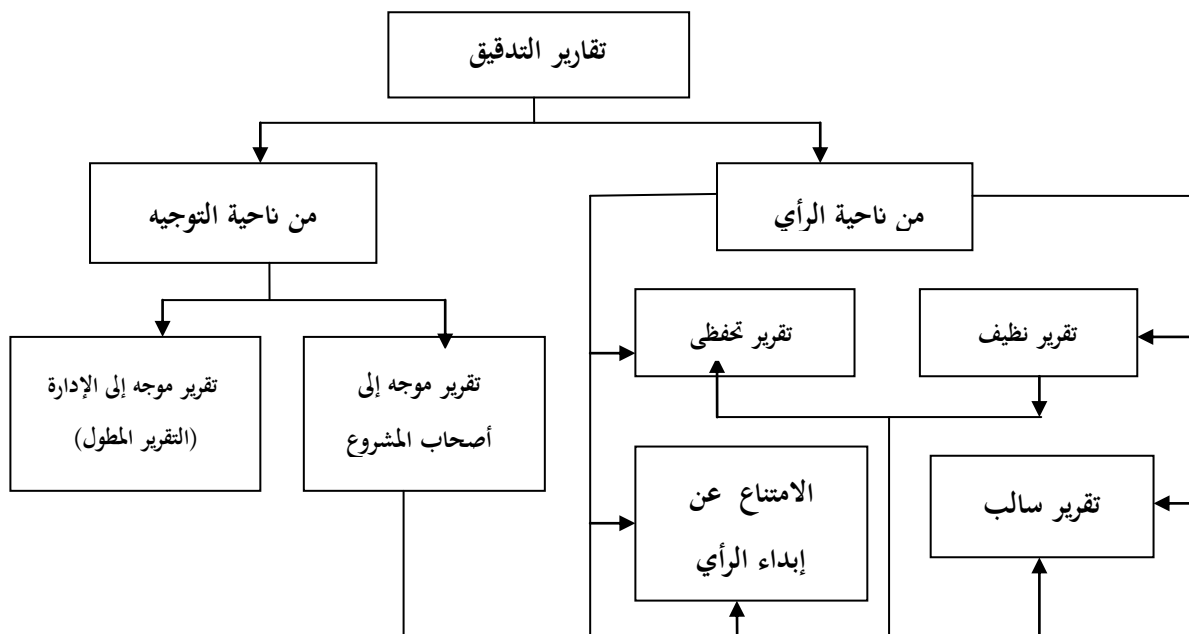 تقارير التدقيق
من ناحية الرأي
من ناحية التوجيه
تقرير نظيف
تقرير تحفظى
تقرير موجه إلى
أصحاب المشروع
تقرير موجه إلى الإدارة
(التقرير المطول)
تقرير سالب
الامتناع عن
إبداء الرأي